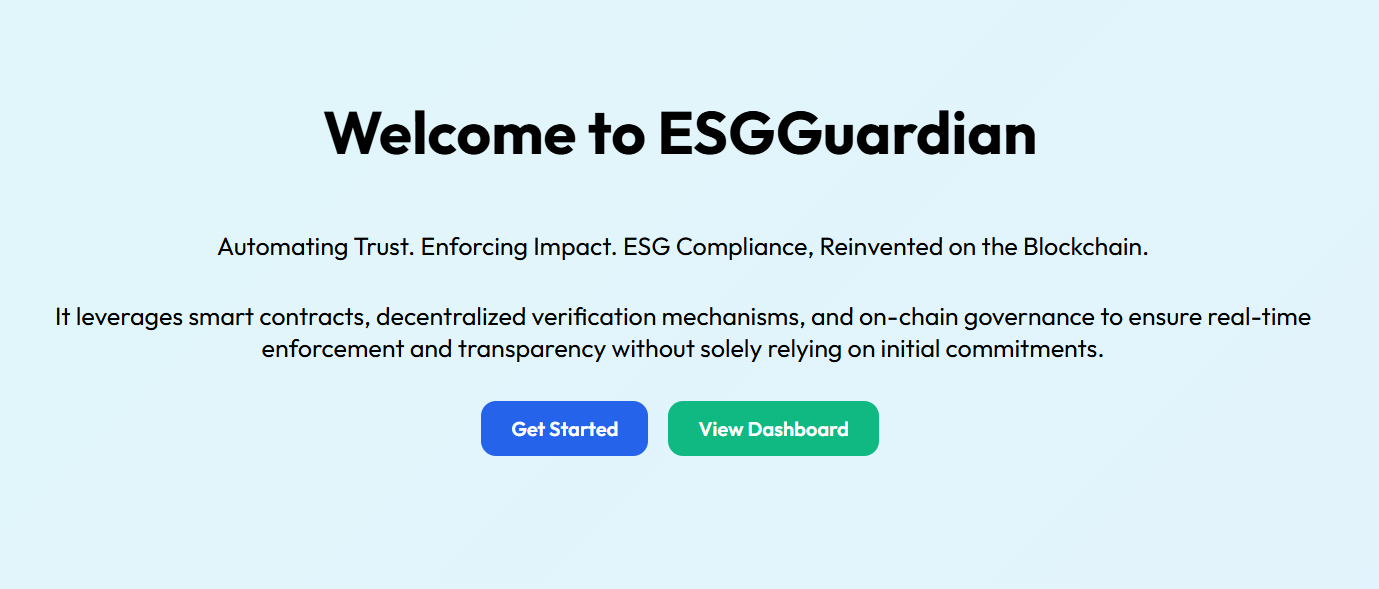 Welcome to ESGGuardian
Automating Trust. Enforcing Impact. ESG Compliance, Reinvented on the Blockchain.
It leverages smart contracts, decentralized verification mechanisms, and on-chain governance to ensure real-time
enforcement and transparency without solely relying on initial commitments.
Get Started
View Dashboard